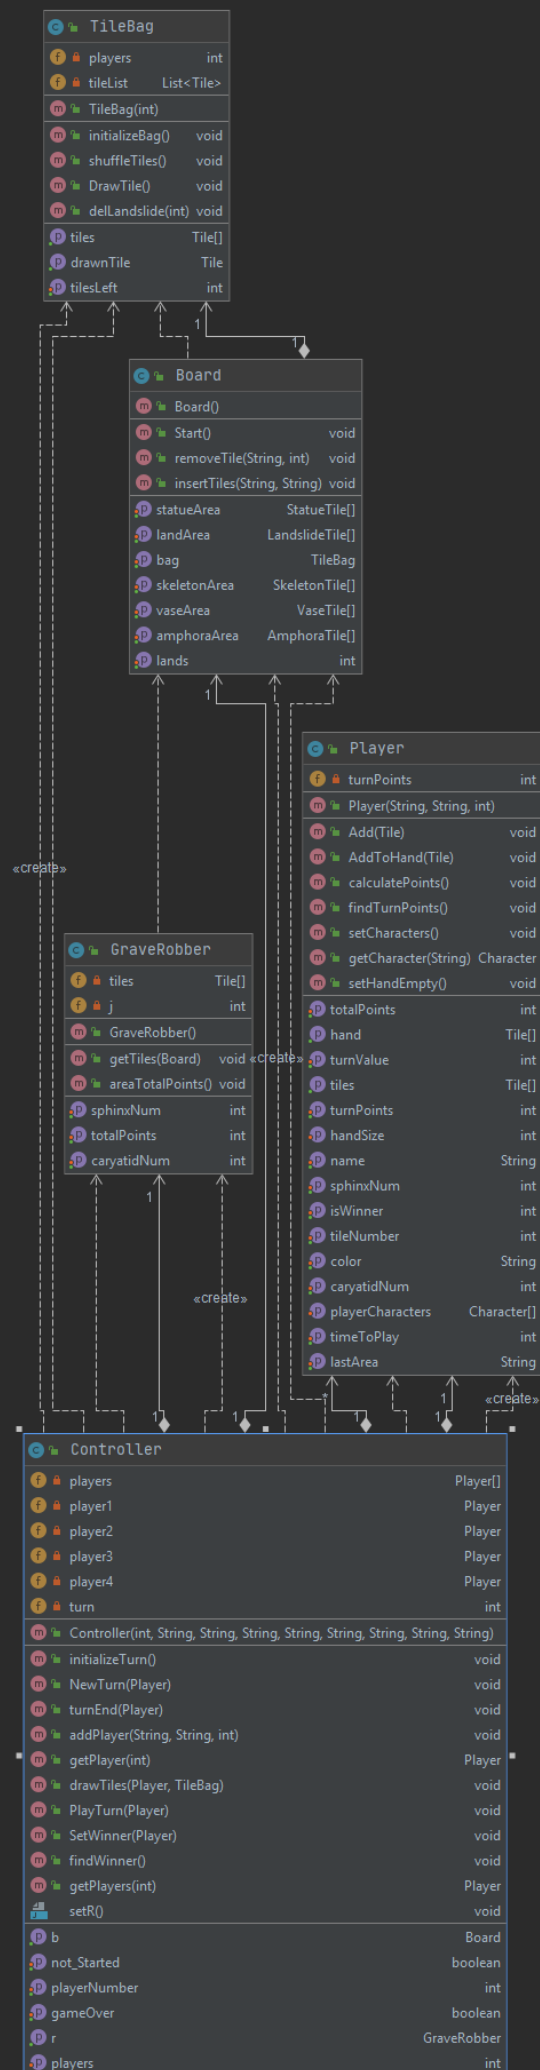 TileBag
players int
tileList List<Tile>
TileBag(int)
initializeBag() void
shuffleTiles() void
DrawTile() void
delLandslide(int) void
tiles Tile[]
drawnTile Tile
tilesLeft int
1
1
Board
Board()
Start() void
removeTile(String, int) void
insertTiles(String, String) void
statueArea StatueTile[]
landArea LandslideTile[]
bag TileBag
skeletonArea SkeletonTile[]
vaseArea VaseTile[]
amphoraArea AmphoraTile[]
lands int
1
Player
turnPoints int
Player(String, String, int)
Add(Tile) void
AddToHand(Tile) void
calculatePoints() void
findTurnPoints() void
setCharacters() void
getCharacter(String) Character
setHandEmpty() void
totalPoints int
hand Tile[]
turnValue int
tiles Tile[]
turnPoints int
handSize int
name String
sphinxNum int
isWinner int
tileNumber int
color String
caryatidNum int
playerCharacters Character[]
timeToPlay int
lastArea String
«create»
GraveRobber
tiles Tile[]
j int
GraveRobber()
getTiles(Board) void
areaTotalPoints() void
sphinxNum int
totalPoints int
caryatidNum int
«create»
1
«create»
*
1
«create»
1
1
1
1
Controller
players Player[]
player1 Player
player2 Player
player3 Player
player4 Player
turn int
Controller(int, String, String, String, String, String, String, String, String)
initializeTurn() void
NewTurn(Player) void
turnEnd(Player) void
addPlayer(String, String, int) void
getPlayer(int) Player
drawTiles(Player, TileBag) void
PlayTurn(Player) void
SetWinner(Player) void
findWinner() void
getPlayers(int) Player
setR() void
b Board
not_Started boolean
playerNumber int
gameOver boolean
r GraveRobber
players int